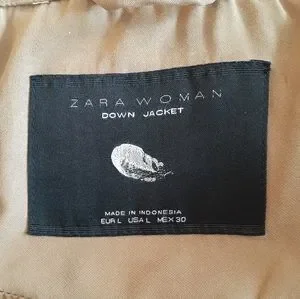 ZARA WOMAN
DOWN JACKET
MADE IN INDONESIA
EUR L USA L MEX 30